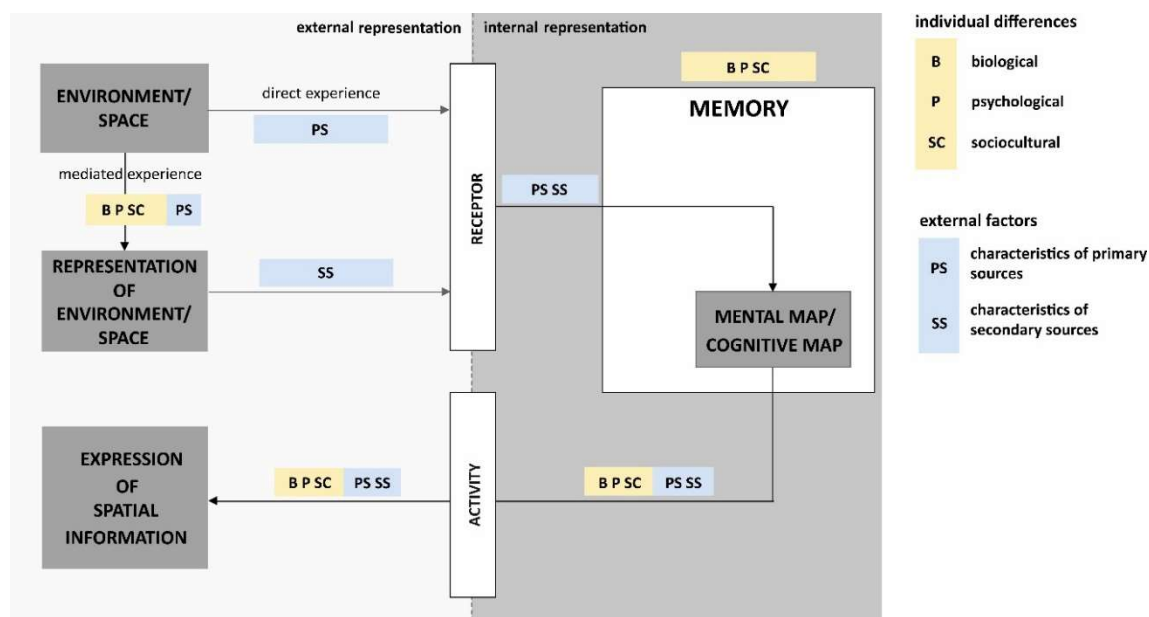 external representation
internal representation
ENVIRONMENT/
SPACE
direct experience
PS
mediated experience
B P SC
PS
REPRESENTATION
OF
ENVIRONMENT/
SPACE
SS
RECEPTOR
PS SS
B P SC
MEMORY
MENTAL MAP/
COGNITIVE MAP
EXPRESSION
OF
SPATIAL
INFORMATION
B P SC
PS SS
ACTIVITY
B P SC
PS SS
individual differences
B
biological
P
psychological
SC
sociocultural
external factors
PS
characteristics of primary
sources
SS
characteristics of
secondary sources